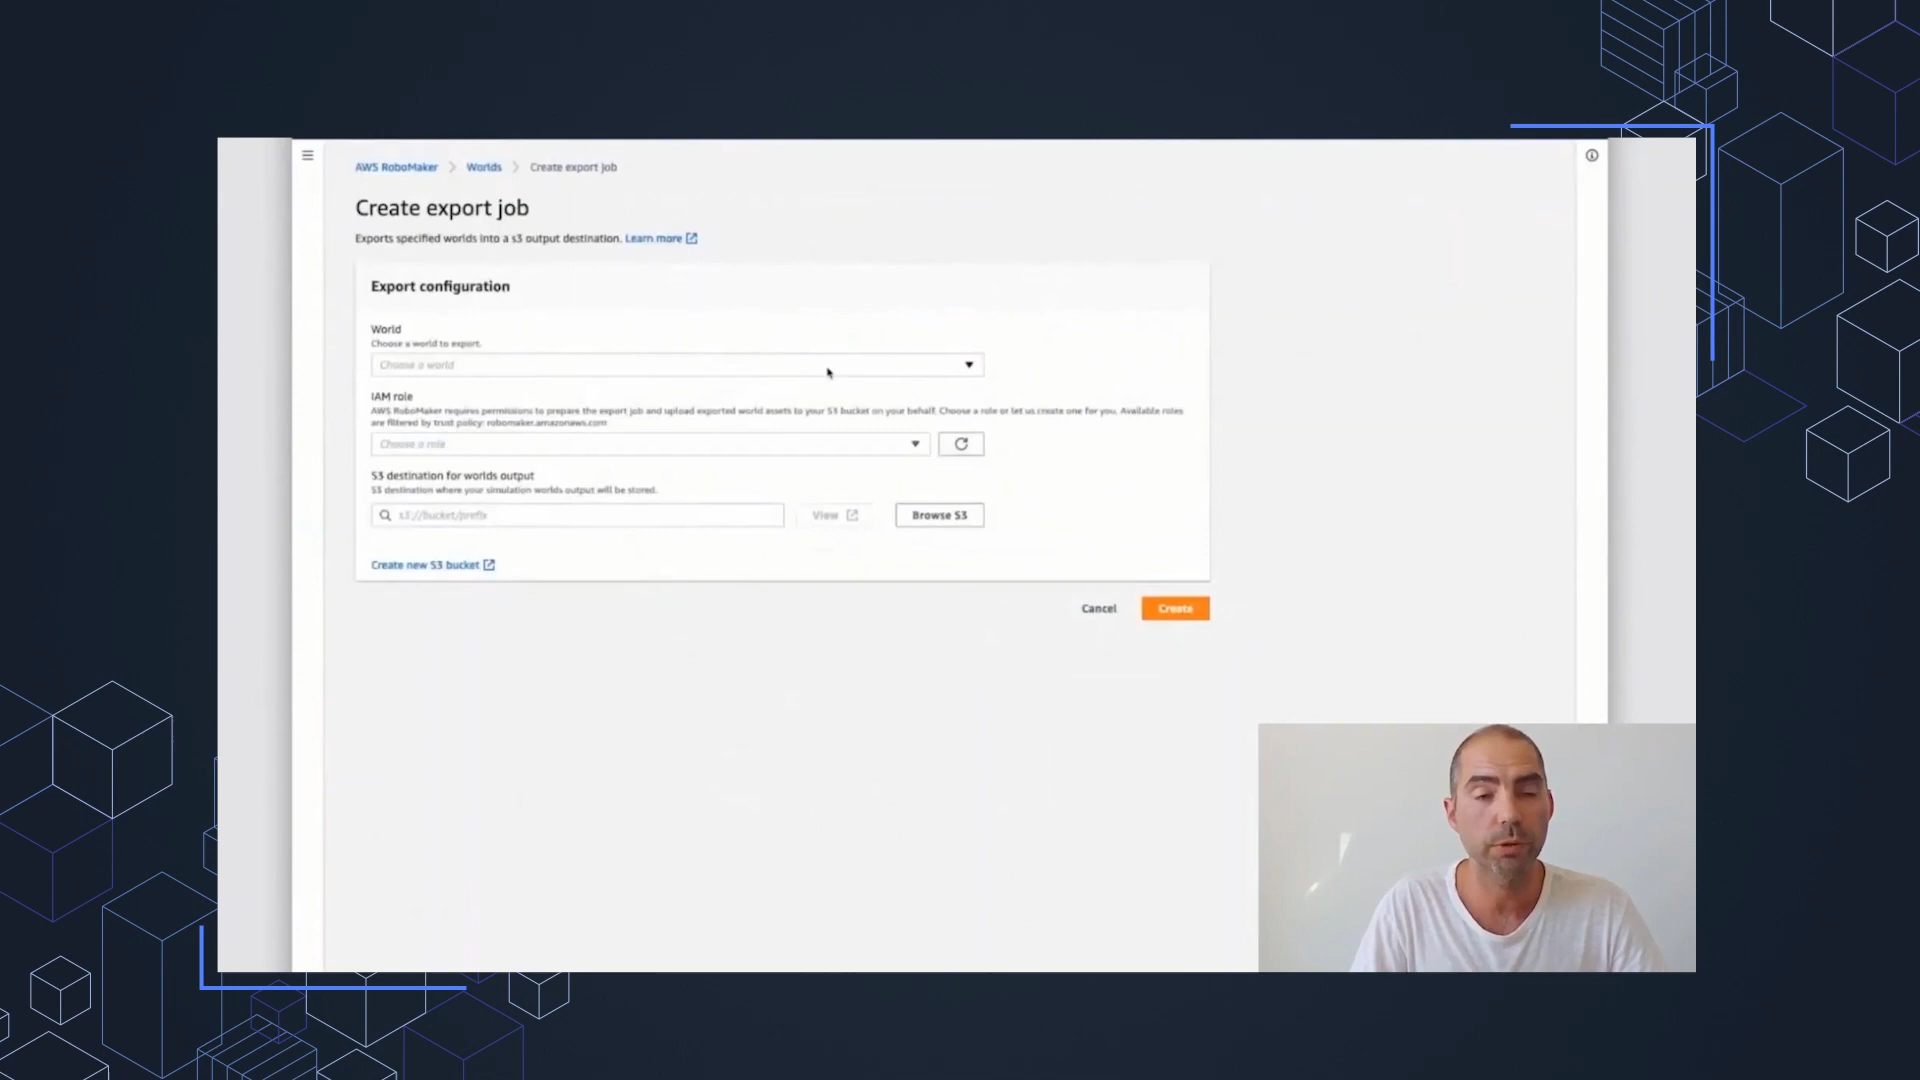 AWS RoboMaker > Worlds > Create export job
Create export job
Exports specified worlds into a s3 output destination. Learn more
Export configuration
World
Choose a world to export.
Choose a world
IAM role
AWS RoboMaker requires permissions to prepare the export job and upload exported world assets to your S3 bucket on your behalf. Choose a role or let us create one for you. Available roles
are filtered by trust policy: robomaker.amazonaws.com
Choose a role
S3 destination for worlds output
S3 destination where your simulation worlds output will be stored.
s3://bucket/prefix View Browse S3
Create new S3 bucket
Cancel Create